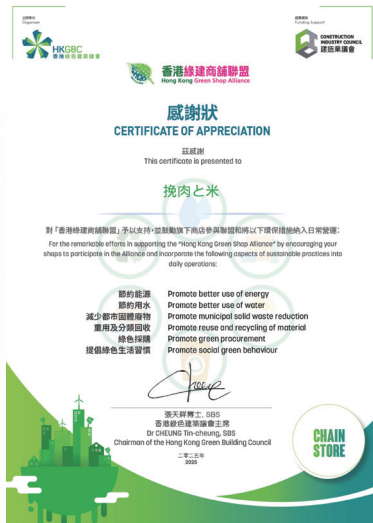 主辦單位
Organiser
HKGBC
香港綠色建築議會
資助機構
Funding Support
CONSTRUCTION
INDUSTRY COUNCIL
建造業議會
香港綠建商舖聯盟
Hong Kong Green Shop Alliance
感謝狀
CERTIFICATE OF APPRECIATION
茲感謝
This certificate is presented to
挽肉と米
對「香港綠建商舖聯盟」予以支持，並鼓勵旗下商店參與聯盟和將以下環保措施納入日常營運：
For the remarkable efforts in supporting the "Hong Kong Green Shop Alliance" by encouraging your
shops to participate in the Alliance and incorporate the following aspects of sustainable practices into
daily operations:
節約能源 Promote better use of energy
節約用水 Promote better use of water
減少都市固體廢物 Promote municipal solid waste reduction
重用及分類回收 Promote reuse and recycling of material
綠色採購 Promote green procurement
提倡綠色生活習慣 Promote social green behaviour
張天祥博士, SBS
香港綠色建築議會主席
Dr CHEUNG Tin-cheung, SBS
Chairman of the Hong Kong Green Building Council
二零二五年
2025
CHAIN
STORE